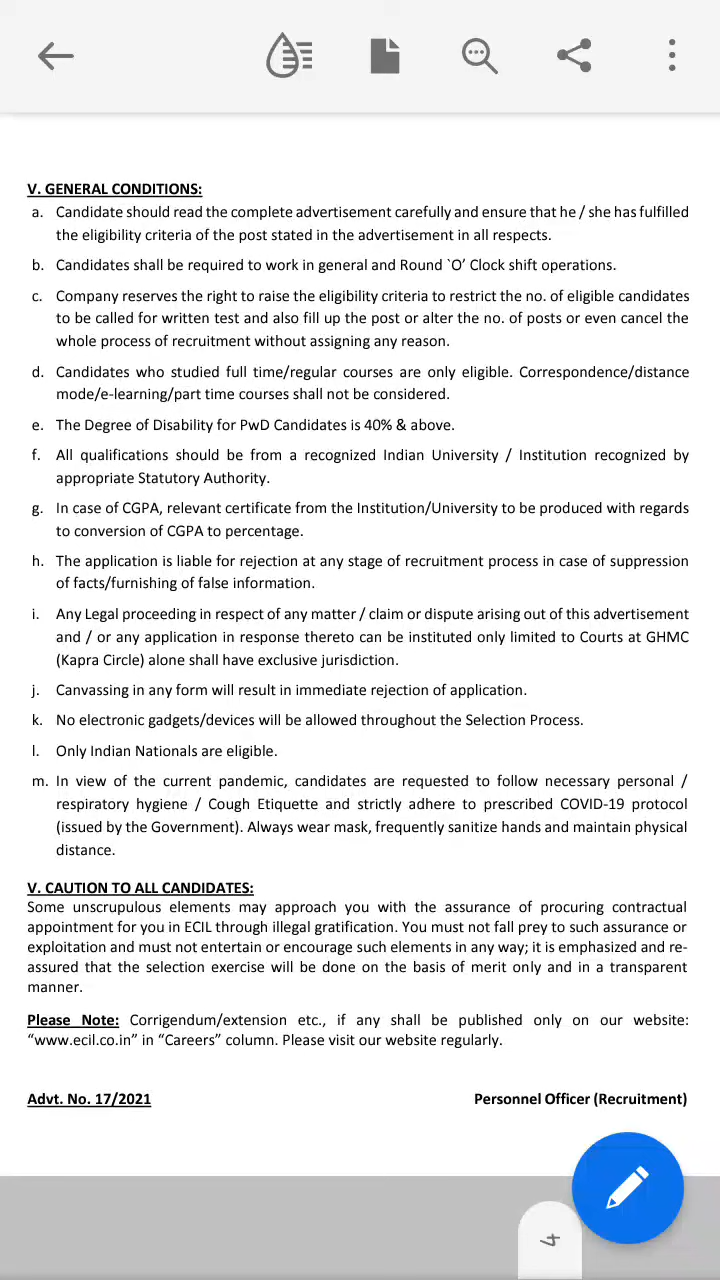 V. GENERAL CONDITIONS:
a. Candidate should read the complete advertisement carefully and ensure that he / she has fulfilled
the eligibility criteria of the post stated in the advertisement in all respects.
b. Candidates shall be required to work in general and Round `O’ Clock shift operations.
c. Company reserves the right to raise the eligibility criteria to restrict the no. of eligible candidates
to be called for written test and also fill up the post or alter the no. of posts or even cancel the
whole process of recruitment without assigning any reason.
d. Candidates who studied full time/regular courses are only eligible. Correspondence/distance
mode/e-learning/part time courses shall not be considered.
e. The Degree of Disability for PwD Candidates is 40% & above.
f. All qualifications should be from a recognized Indian University / Institution recognized by
appropriate Statutory Authority.
g. In case of CGPA, relevant certificate from the Institution/University to be produced with regards
to conversion of CGPA to percentage.
h. The application is liable for rejection at any stage of recruitment process in case of suppression
of facts/furnishing of false information.
i. Any Legal proceeding in respect of any matter / claim or dispute arising out of this advertisement
and / or any application in response thereto can be instituted only limited to Courts at GHMC
(Kapra Circle) alone shall have exclusive jurisdiction.
j. Canvassing in any form will result in immediate rejection of application.
k. No electronic gadgets/devices will be allowed throughout the Selection Process.
l. Only Indian Nationals are eligible.
m. In view of the current pandemic, candidates are requested to follow necessary personal /
respiratory hygiene / Cough Etiquette and strictly adhere to prescribed COVID-19 protocol
(issued by the Government). Always wear mask, frequently sanitize hands and maintain physical
distance.
V. CAUTION TO ALL CANDIDATES:
Some unscrupulous elements may approach you with the assurance of procuring contractual
appointment for you in ECIL through illegal gratification. You must not fall prey to such assurance or
exploitation and must not entertain or encourage such elements in any way; it is emphasized and re-
assured that the selection exercise will be done on the basis of merit only and in a transparent
manner.
Please Note: Corrigendum/extension etc., if any shall be published only on our website:
“www.ecil.co.in” in “Careers” column. Please visit our website regularly.
Advt. No. 17/2021 Personnel Officer (Recruitment)
4